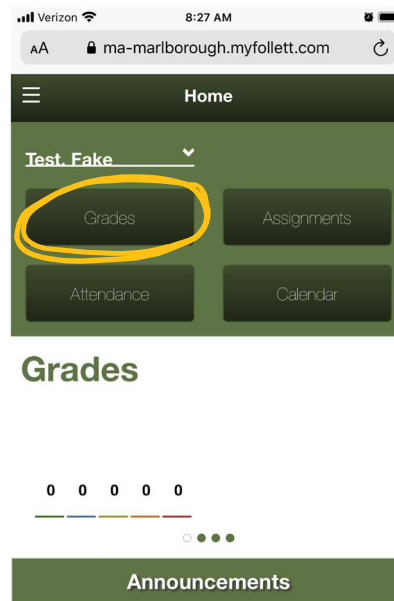 Verizon 8:27 AM
AA ma-marlborough.myfollett.com
Home
Test, Fake
Grades Assignments
Attendance Calendar
Grades
0 0 0 0 0
Announcements